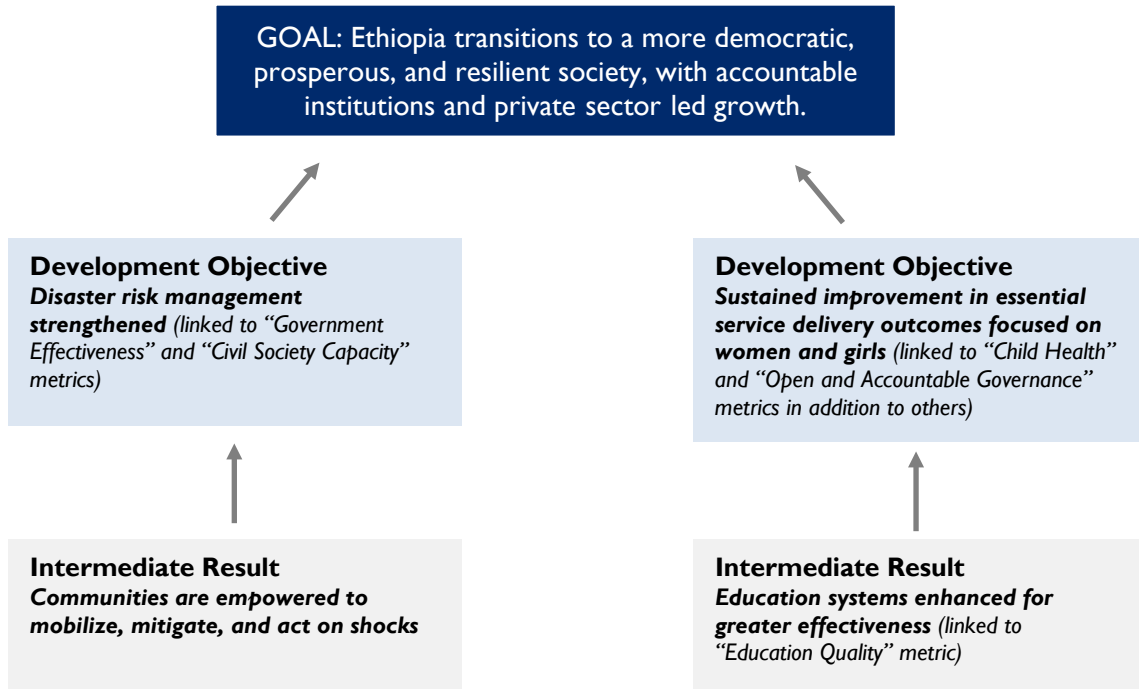 GOAL: Ethiopia transitions to a more democratic,
prosperous, and resilient society, with accountable
institutions and private sector led growth.
Development Objective
Disaster risk management
strengthened (linked to “Government
Effectiveness” and “Civil Society Capacity”
metrics)
Development Objective
Sustained improvement in essential
service delivery outcomes focused on
women and girls (linked to “Child Health”
and “Open and Accountable Governance”
metrics in addition to others)
Intermediate Result
Communities are empowered to
mobilize, mitigate, and act on shocks
Intermediate Result
Education systems enhanced for
greater effectiveness (linked to
“Education Quality” metric)